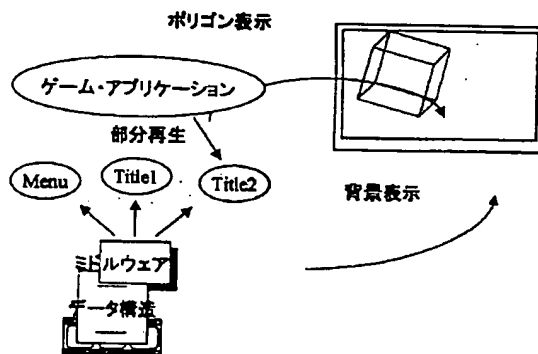 ポリゴン表示
ゲーム・アプリケーション
部分再生
Menu
Title1
Title2
背景表示
ミドルウェア
データ構造